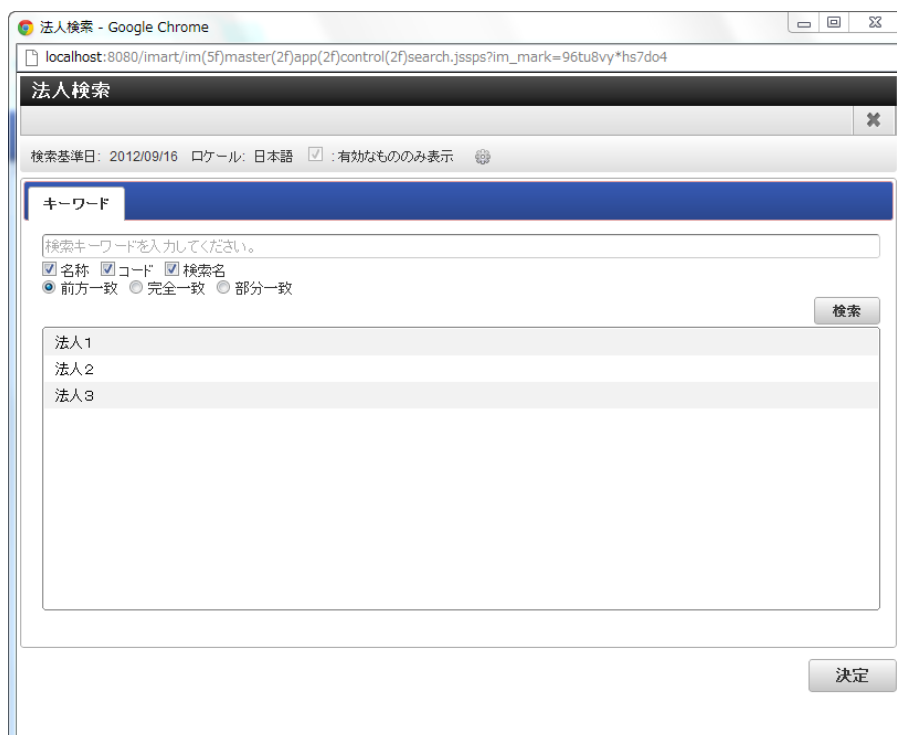 法人検索 - Google Chrome
localhost:8080/imart/im(5f)master(2f)app(2f)control(2f)search.jssps?im_mark=96tu8vy*hs7do4
法人検索
検索基準日: 2012/09/16 ロケール: 日本語 :有効なもののみ表示
キーワード
検索キーワードを入力してください。
名称 コード 検索名
前方一致 完全一致 部分一致
検索
法人1
法人2
法人3
決定